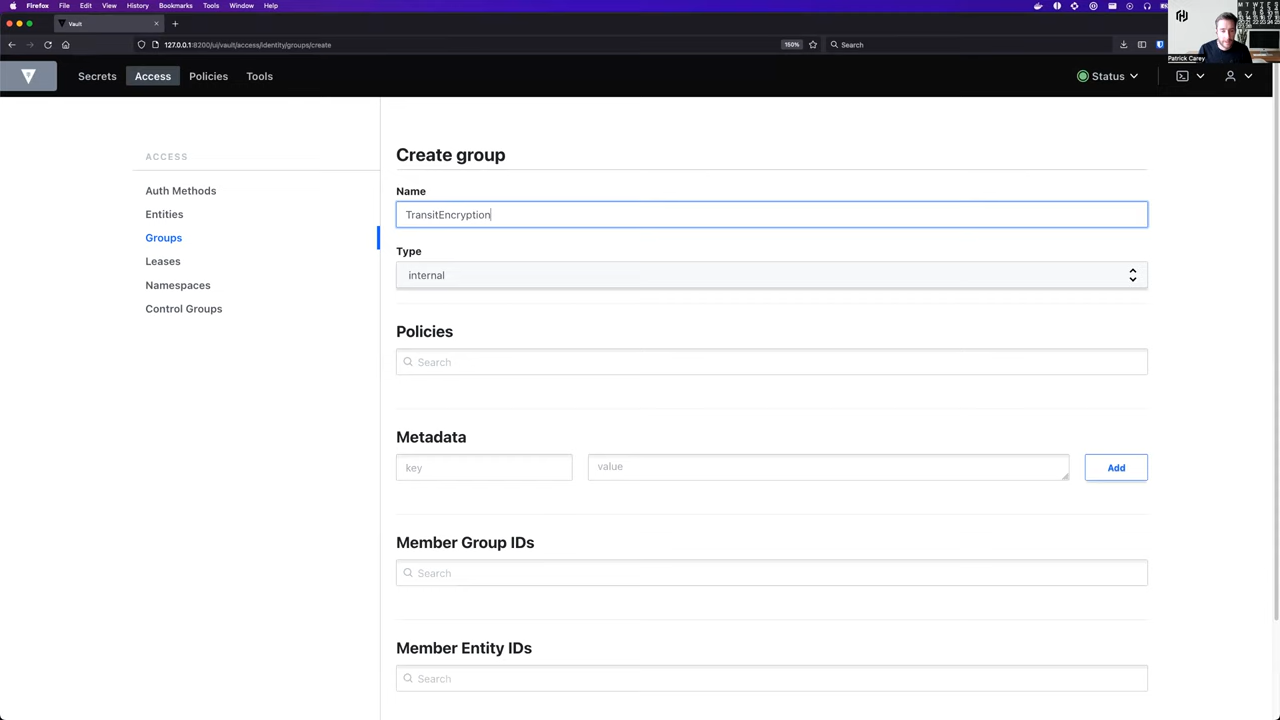 Firefox File Edit View History Bookmarks Tools Window Help
Vault
127.0.0.1:8200/ui/vault/access/identity/groups/create
150%
Search
Patrick Carey
Secrets
Access
Policies
Tools
Status
ACCESS
Auth Methods
Entities
Groups
Leases
Namespaces
Control Groups
Create group
Name
TransitEncryption
Type
internal
Policies
Search
Metadata
key
value
Add
Member Group IDs
Search
Member Entity IDs
Search